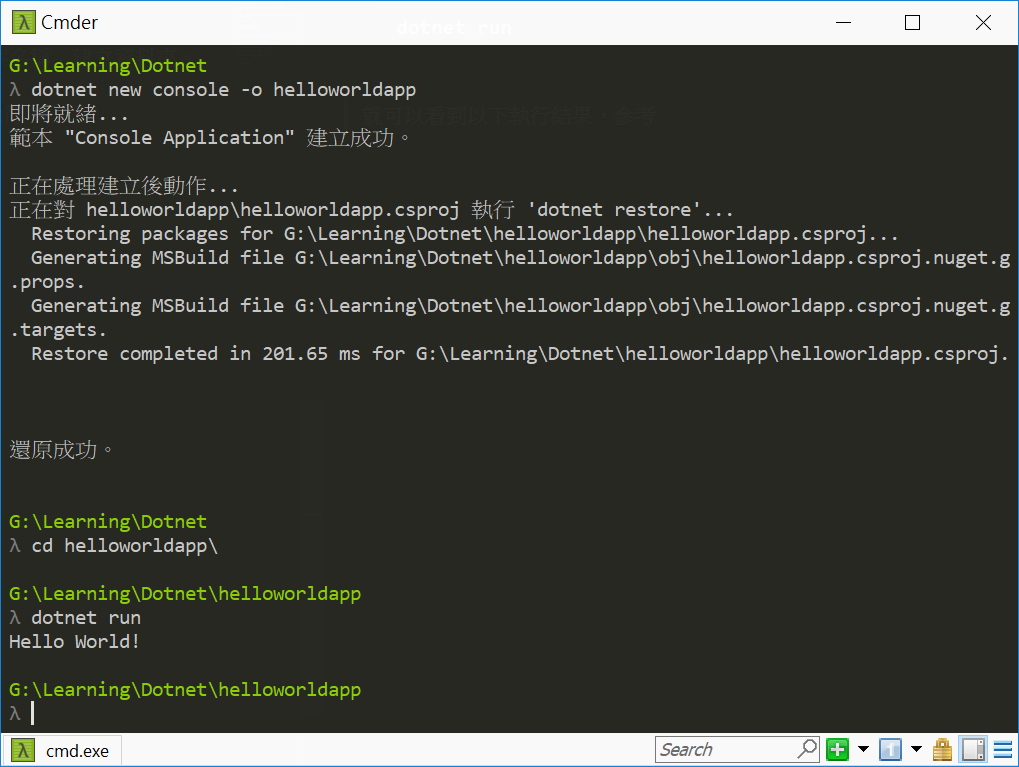 Cmder
G:\Learning\Dotnet
λ dotnet new console -o helloworldapp
即將就緒...
範本 "Console Application" 建立成功。
正在處理建立後動作...
正在對 helloworldapp\helloworldapp.csproj 執行 'dotnet restore'...
Restoring packages for G:\Learning\Dotnet\helloworldapp\helloworldapp.csproj...
Generating MSBuild file G:\Learning\Dotnet\helloworldapp\obj\helloworldapp.csproj.nuget.g
.props.
Generating MSBuild file G:\Learning\Dotnet\helloworldapp\obj\helloworldapp.csproj.nuget.g
.targets.
Restore completed in 201.65 ms for G:\Learning\Dotnet\helloworldapp\helloworldapp.csproj.
還原成功。
G:\Learning\Dotnet
λ cd helloworldapp\
G:\Learning\Dotnet\helloworldapp
λ dotnet run
Hello World!
G:\Learning\Dotnet\helloworldapp
λ
λ cmd.exe
Search
1